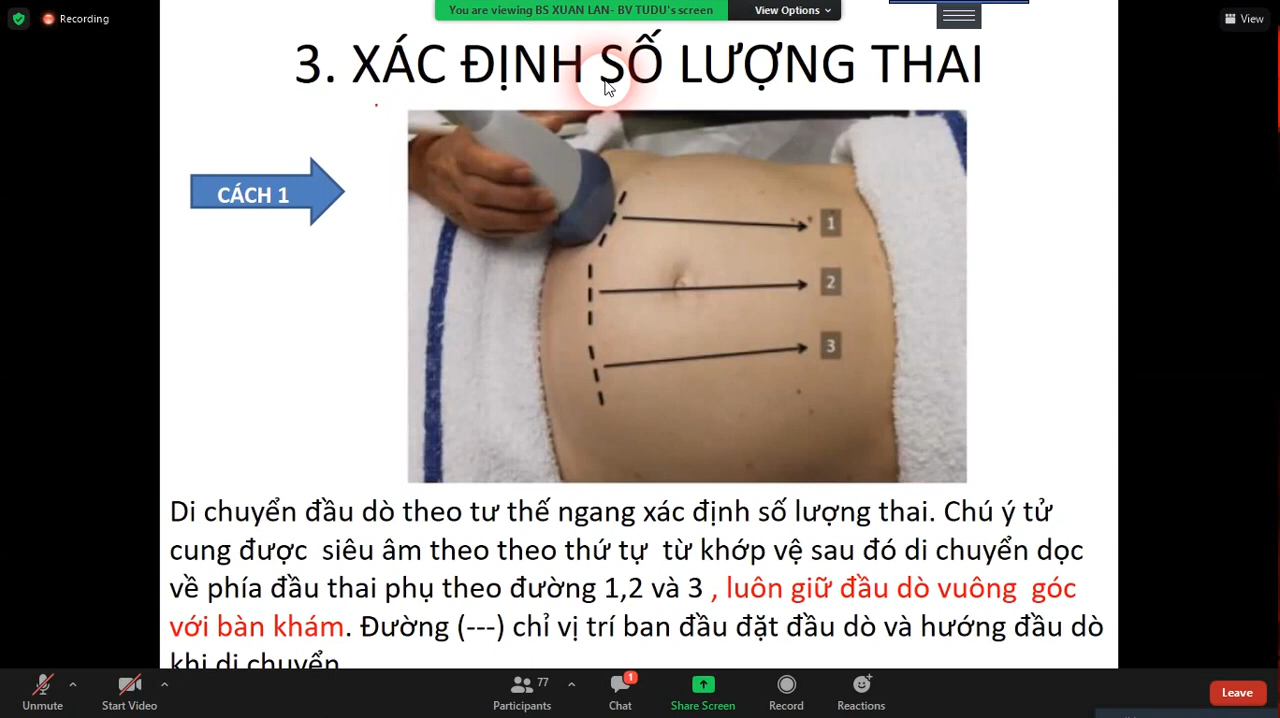 Recording
You are viewing BS XUAN LAN- BV TUDU's screen
View Options
View
3. XÁC ĐỊNH SỐ LƯỢNG THAI
CÁCH 1
1
2
3
Di chuyển đầu dò theo tư thế ngang xác định số lượng thai. Chú ý tử
cung được siêu âm theo theo thứ tự từ khớp vệ sau đó di chuyển dọc
về phía đầu thai phụ theo đường 1,2 và 3 , luôn giữ đầu dò vuông góc
với bàn khám. Đường (---) chỉ vị trí ban đầu đặt đầu dò và hướng đầu dò
khi di chuyển
Unmute
Start Video
Participants
77
Chat
1
Share Screen
Record
Reactions
Leave